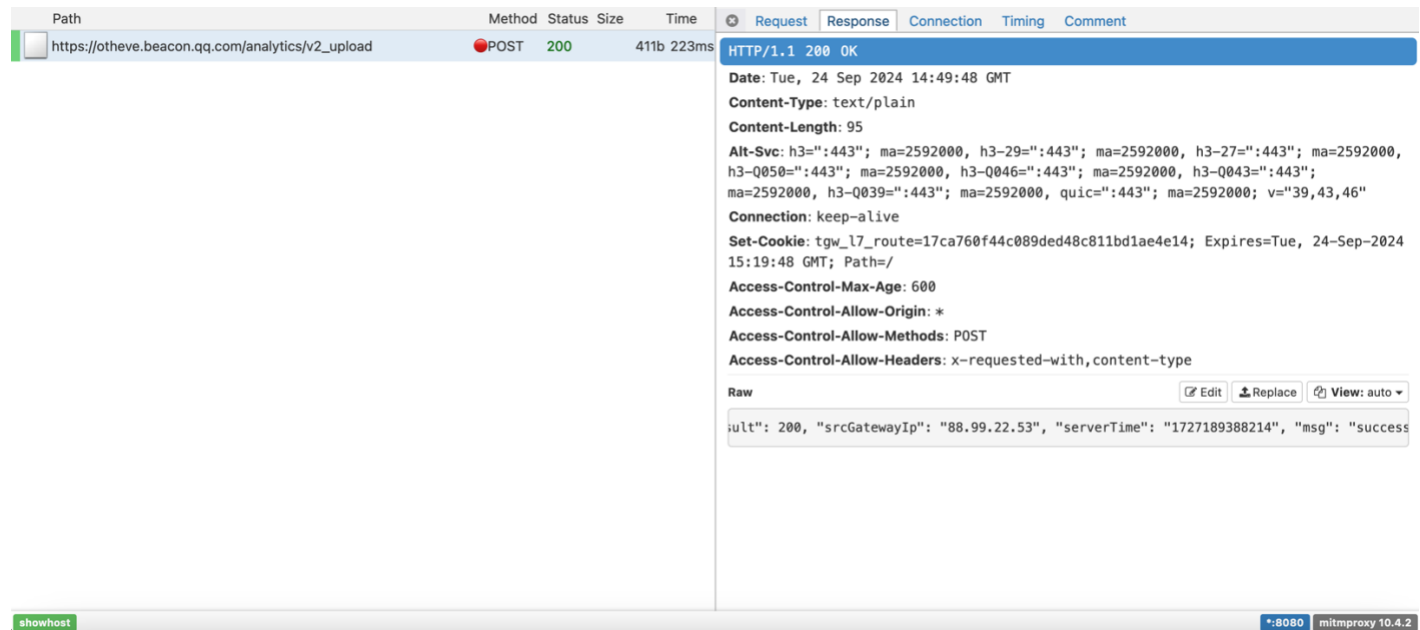 Path Method Status Size Time
https://otheve.beacon.qq.com/analytics/v2_upload POST 200 411b 223ms
Request Response Connection Timing Comment
HTTP/1.1 200 OK
Date: Tue, 24 Sep 2024 14:49:48 GMT
Content-Type: text/plain
Content-Length: 95
Alt-Svc: h3=":443"; ma=2592000, h3-29=":443"; ma=2592000, h3-27=":443"; ma=2592000,
h3-Q050=":443"; ma=2592000, h3-Q046=":443"; ma=2592000, h3-Q043=":443";
ma=2592000, h3-Q039=":443"; ma=2592000, quic=":443"; ma=2592000; v="39,43,46"
Connection: keep-alive
Set-Cookie: tgw_l7_route=17ca760f44c089ded48c811bd1ae4e14; Expires=Tue, 24-Sep-2024
15:19:48 GMT; Path=/
Access-Control-Max-Age: 600
Access-Control-Allow-Origin: *
Access-Control-Allow-Methods: POST
Access-Control-Allow-Headers: x-requested-with,content-type
Raw Edit Replace View: auto
sult": 200, "srcGatewayIp": "88.99.22.53", "serverTime": "1727189388214", "msg": "success
showhost *:8080 mitmproxy 10.4.2